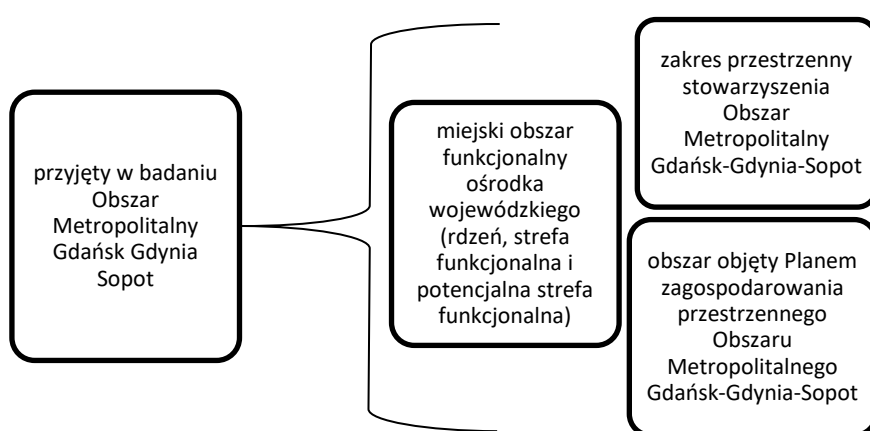 przyjęty w badaniu
Obszar
Metropolitalny
Gdańsk Gdynia
Sopot
miejski obszar
funkcjonalny
ośrodka
wojewódzkiego
(rdzeń, strefa
funkcjonalna i
potencjalna strefa
funkcjonalna)
zakres przestrzenny
stowarzyszenia
Obszar
Metropolitalny
Gdańsk-Gdynia-Sopot
obszar objęty Planem
zagospodarowania
przestrzennego
Obszaru
Metropolitalnego
Gdańsk-Gdynia-Sopot